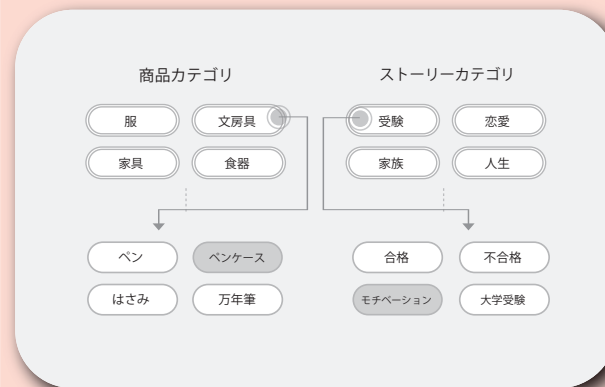 商品カテゴリ
服
文房具
家具
食器
ペン
ペンケース
はさみ
万年筆
ストーリーカテゴリ
受験
恋愛
家族
人生
合格
不合格
モチベーション
大学受験